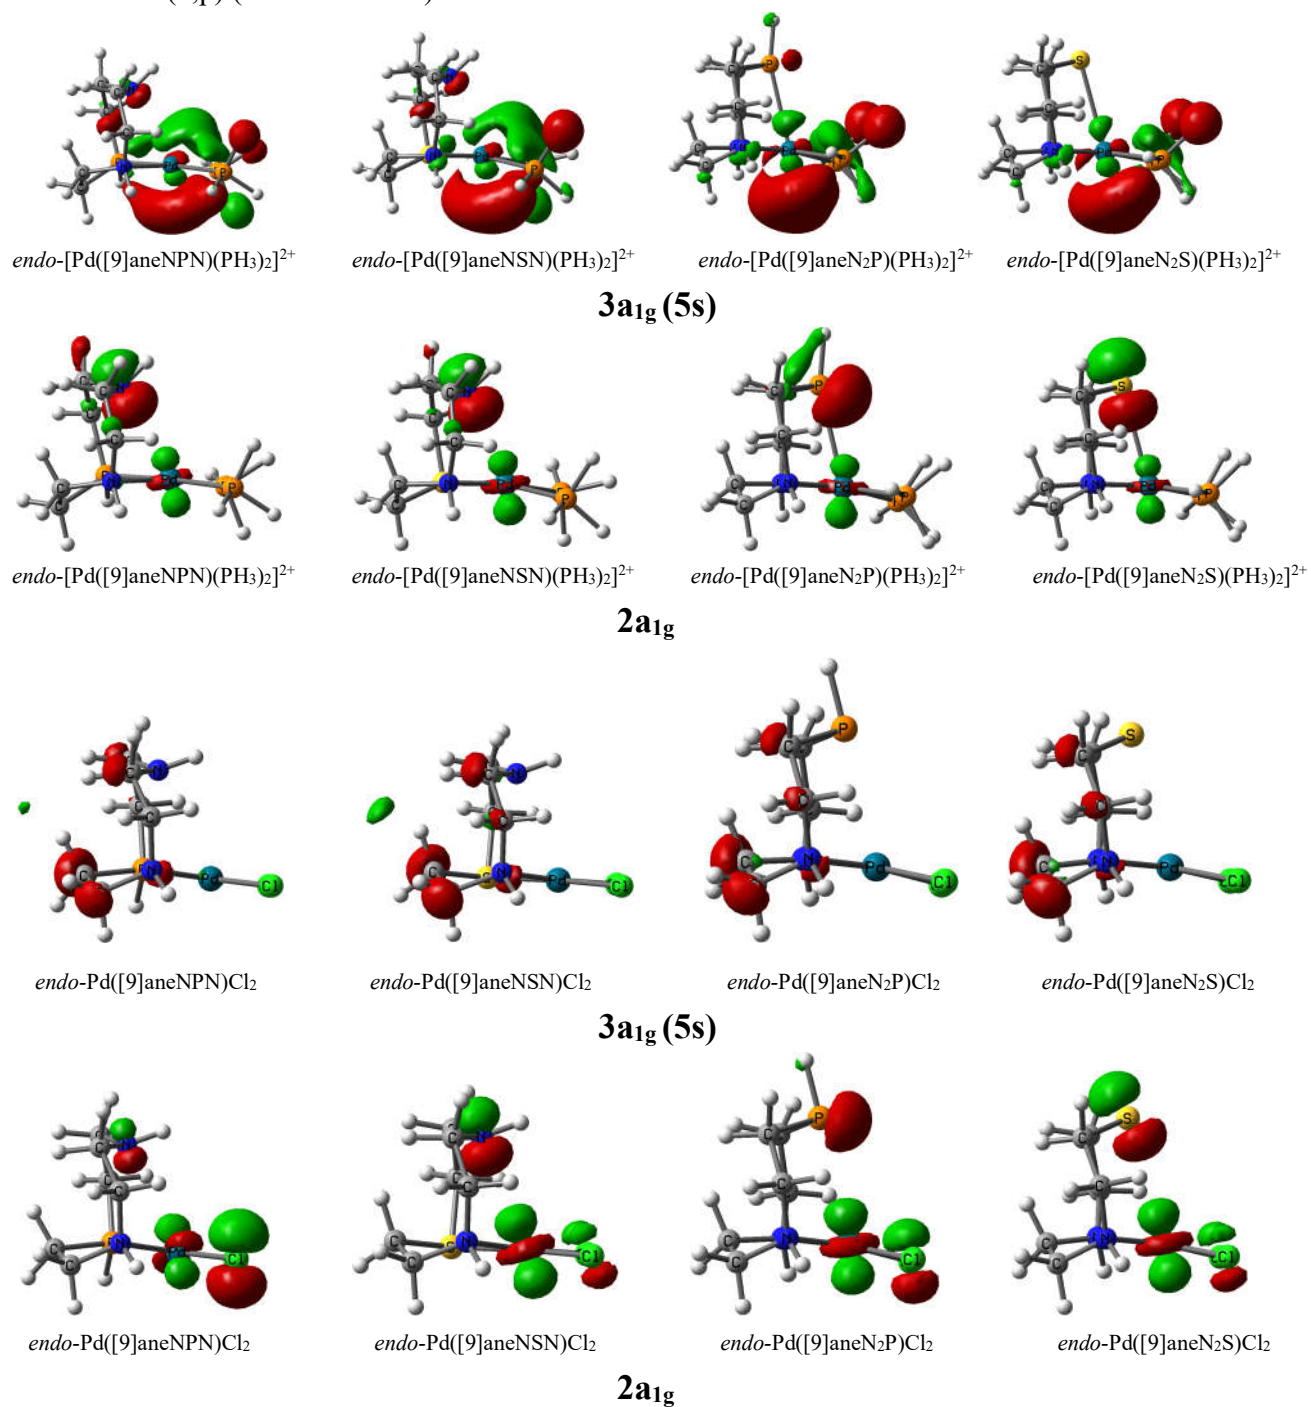 endo-[Pd([9]aneNPN)(PH3)2]2+ endo-[Pd([9]aneNSN)(PH3)2]2+ endo-[Pd([9]aneN2P)(PH3)2]2+ endo-[Pd([9]aneN2S)(PH3)2]2+
3a1g (5s)
endo-[Pd([9]aneNPN)(PH3)2]2+ endo-[Pd([9]aneNSN)(PH3)2]2+ endo-[Pd([9]aneN2P)(PH3)2]2+ endo-[Pd([9]aneN2S)(PH3)2]2+
2a1g
endo-Pd([9]aneNPN)Cl2 endo-Pd([9]aneNSN)Cl2 endo-Pd([9]aneN2P)Cl2 endo-Pd([9]aneN2S)Cl2
3a1g (5s)
endo-Pd([9]aneNPN)Cl2 endo-Pd([9]aneNSN)Cl2 endo-Pd([9]aneN2P)Cl2 endo-Pd([9]aneN2S)Cl2
2a1g